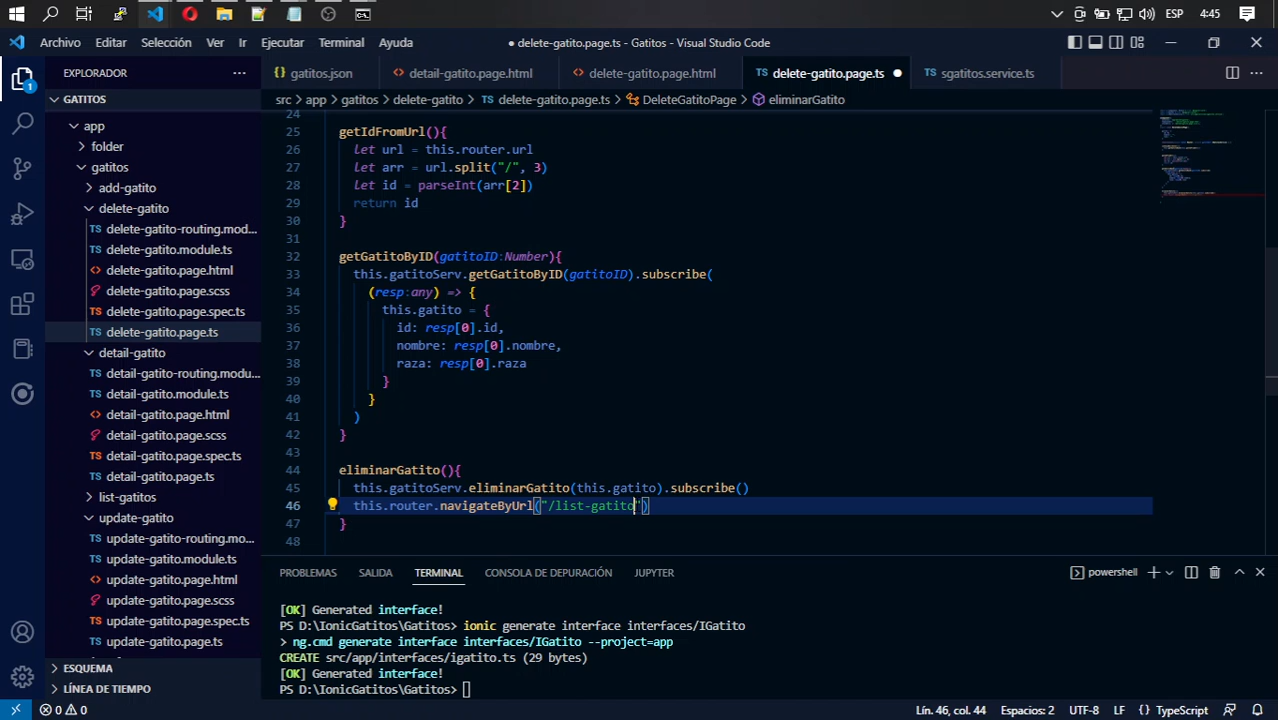 ESP 4:45
Archivo Editar Selección Ver Ir Ejecutar Terminal Ayuda
● delete-gatito.page.ts - Gatitos - Visual Studio Code
EXPLORADOR
gatitos.json
detail-gatito.page.html
delete-gatito.page.html
delete-gatito.page.ts
sgatitos.service.ts
GATITOS
src > app > gatitos > delete-gatito > TS delete-gatito.page.ts > DeleteGatitoPage > eliminarGatito
app
folder
gatitos
add-gatito
delete-gatito
delete-gatito-routing.mod...
delete-gatito.module.ts
delete-gatito.page.html
delete-gatito.page.scss
delete-gatito.page.spec.ts
delete-gatito.page.ts
detail-gatito
detail-gatito-routing.modu...
detail-gatito.module.ts
detail-gatito.page.html
detail-gatito.page.scss
detail-gatito.page.spec.ts
detail-gatito.page.ts
list-gatitos
update-gatito
update-gatito-routing.mo...
update-gatito.module.ts
update-gatito.page.html
update-gatito.page.scss
update-gatito.page.spec.ts
update-gatito.page.ts
ESQUEMA
LÍNEA DE TIEMPO
24
25 getIdFromUrl(){
26 let url = this.router.url
27 let arr = url.split("/", 3)
28 let id = parseInt(arr[2])
29 return id
30 }
31
32 getGatitoByID(gatitoID:Number){
33 this.gatitoServ.getGatitoByID(gatitoID).subscribe(
34 (resp:any) => {
35 this.gatito = {
36 id: resp[0].id,
37 nombre: resp[0].nombre,
38 raza: resp[0].raza
39 }
40 }
41 )
42 }
43
44 eliminarGatito(){
45 this.gatitoServ.eliminarGatito(this.gatito).subscribe()
46 this.router.navigateByUrl("/list-gatito")
47 }
48
PROBLEMAS SALIDA TERMINAL CONSOLA DE DEPURACIÓN JUPYTER
powershell
[OK] Generated interface!
PS D:\IonicGatitos\Gatitos> ionic generate interface interfaces/IGatito
> ng.cmd generate interface interfaces/IGatito --project=app
CREATE src/app/interfaces/igatito.ts (29 bytes)
[OK] Generated interface!
PS D:\IonicGatitos\Gatitos>
0 0 Lín. 46, col. 44 Espacios: 2 UTF-8 LF TypeScript